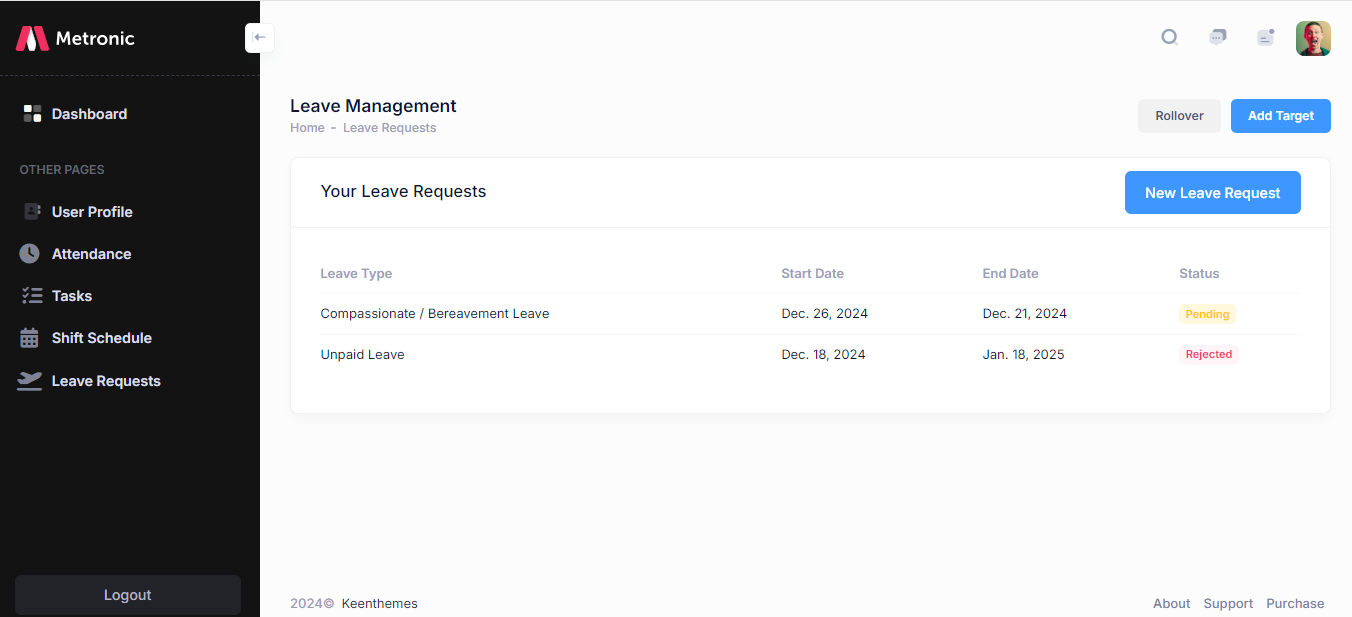 Metronic
Dashboard
OTHER PAGES
User Profile
Attendance
Tasks
Shift Schedule
Leave Requests
Logout
Leave Management
Home - Leave Requests
Rollover
Add Target
Your Leave Requests
New Leave Request
Leave Type Start Date End Date Status
Compassionate / Bereavement Leave Dec. 26, 2024 Dec. 21, 2024 Pending
Unpaid Leave Dec. 18, 2024 Jan. 18, 2025 Rejected
2024© Keenthemes
About Support Purchase